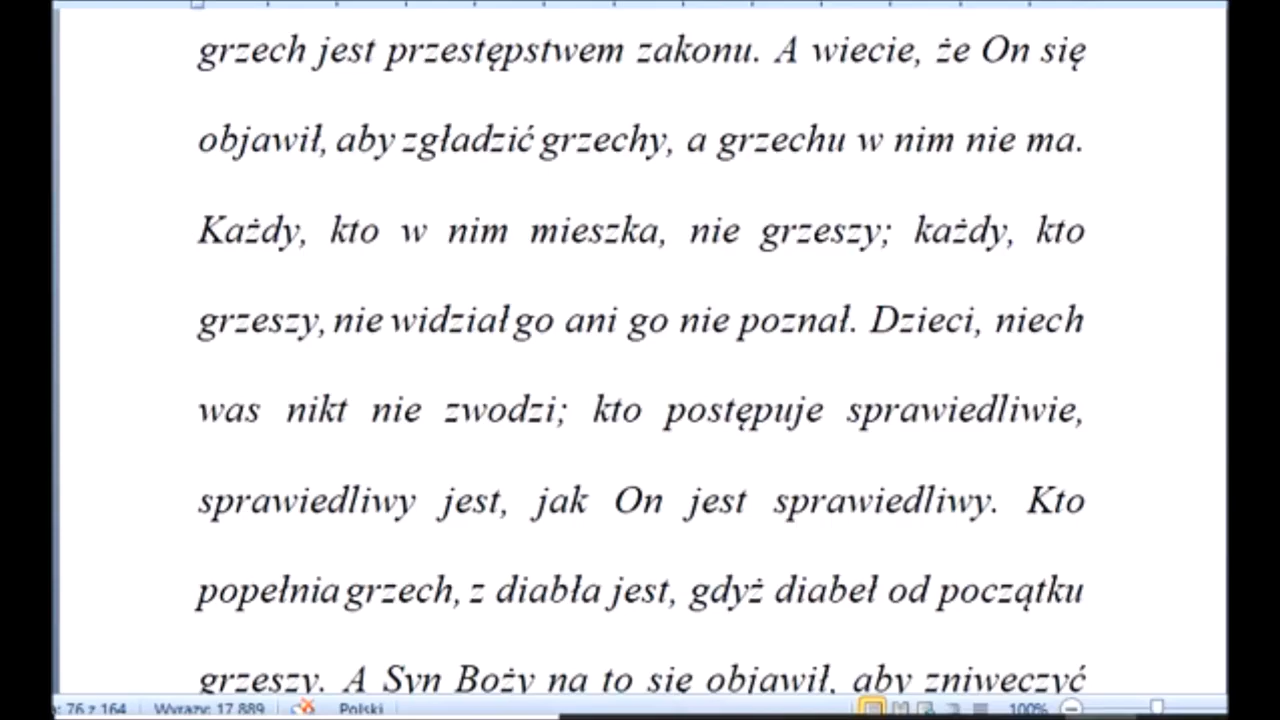 grzech jest przestępstwem zakonu. A wiecie, że On się
objawił, aby zgładzić grzechy, a grzechu w nim nie ma.
Każdy, kto w nim mieszka, nie grzeszy; każdy, kto
grzeszy, nie widział go ani go nie poznał. Dzieci, niech
was nikt nie zwodzi; kto postępuje sprawiedliwie,
sprawiedliwy jest, jak On jest sprawiedliwy. Kto
popełnia grzech, z diabła jest, gdyż diabeł od początku
grzeszy. A Syn Boży na to się objawił, aby zniweczyć
: 76 z 164 Wyrazy: 17 889 Polski 100%